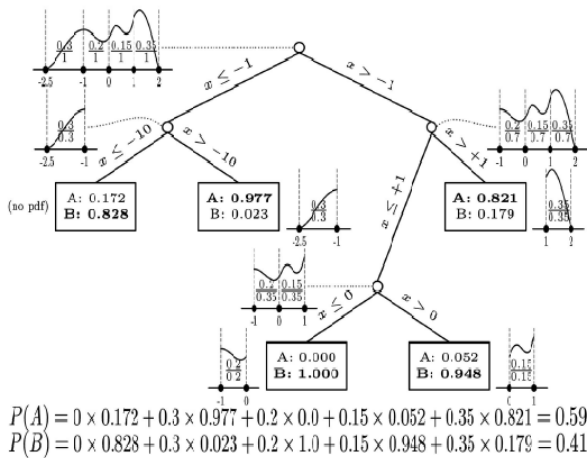 0.3/1 0.2/1 0.15/1 0.35/1
-2.5 -1 0 1 2
x ≤ -1
x > -1
0.3/0.3
-2.5 -1
x ≤ -10
x > -10
0.2/0.7 0.15/0.7 0.35/0.7
-1 0 1 2
x ≤ +1
x > +1
(no pdf)
A: 0.172
B: 0.828
A: 0.977
B: 0.023
0.3/0.3
-2.5 -1
A: 0.821
B: 0.179
0.35/0.35
1 2
0.2/0.35 0.15/0.35
-1 0 1
x ≤ 0
x > 0
0.2/0.2
-1 0
A: 0.000
B: 1.000
A: 0.052
B: 0.948
0.15/0.15
0 1
P(A) = 0 × 0.172 + 0.3 × 0.977 + 0.2 × 0.0 + 0.15 × 0.052 + 0.35 × 0.821 = 0.59
P(B) = 0 × 0.828 + 0.3 × 0.023 + 0.2 × 1.0 + 0.15 × 0.948 + 0.35 × 0.179 = 0.41